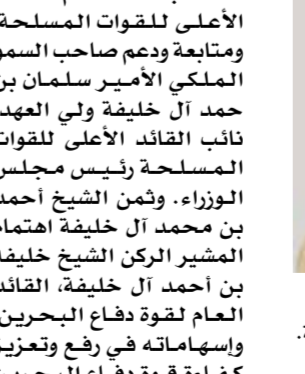 الأعلى للقوات المسلحة
ومتابعة ودعم صاحب السمو
الملكي الأمير سلمان بن
حمد آل خليفة ولي العهد
نائب القائد الأعلى للقوات
المسلحة رئيس مجلس
الوزراء. وثمن الشيخ أحمد
بن محمد آل خليفة اهتمام
المشير الركن الشيخ خليفة
بن أحمد آل خليفة، القائد
العام لقوة دفاع البحرين
وإسهاماته في رفع وتعزيز